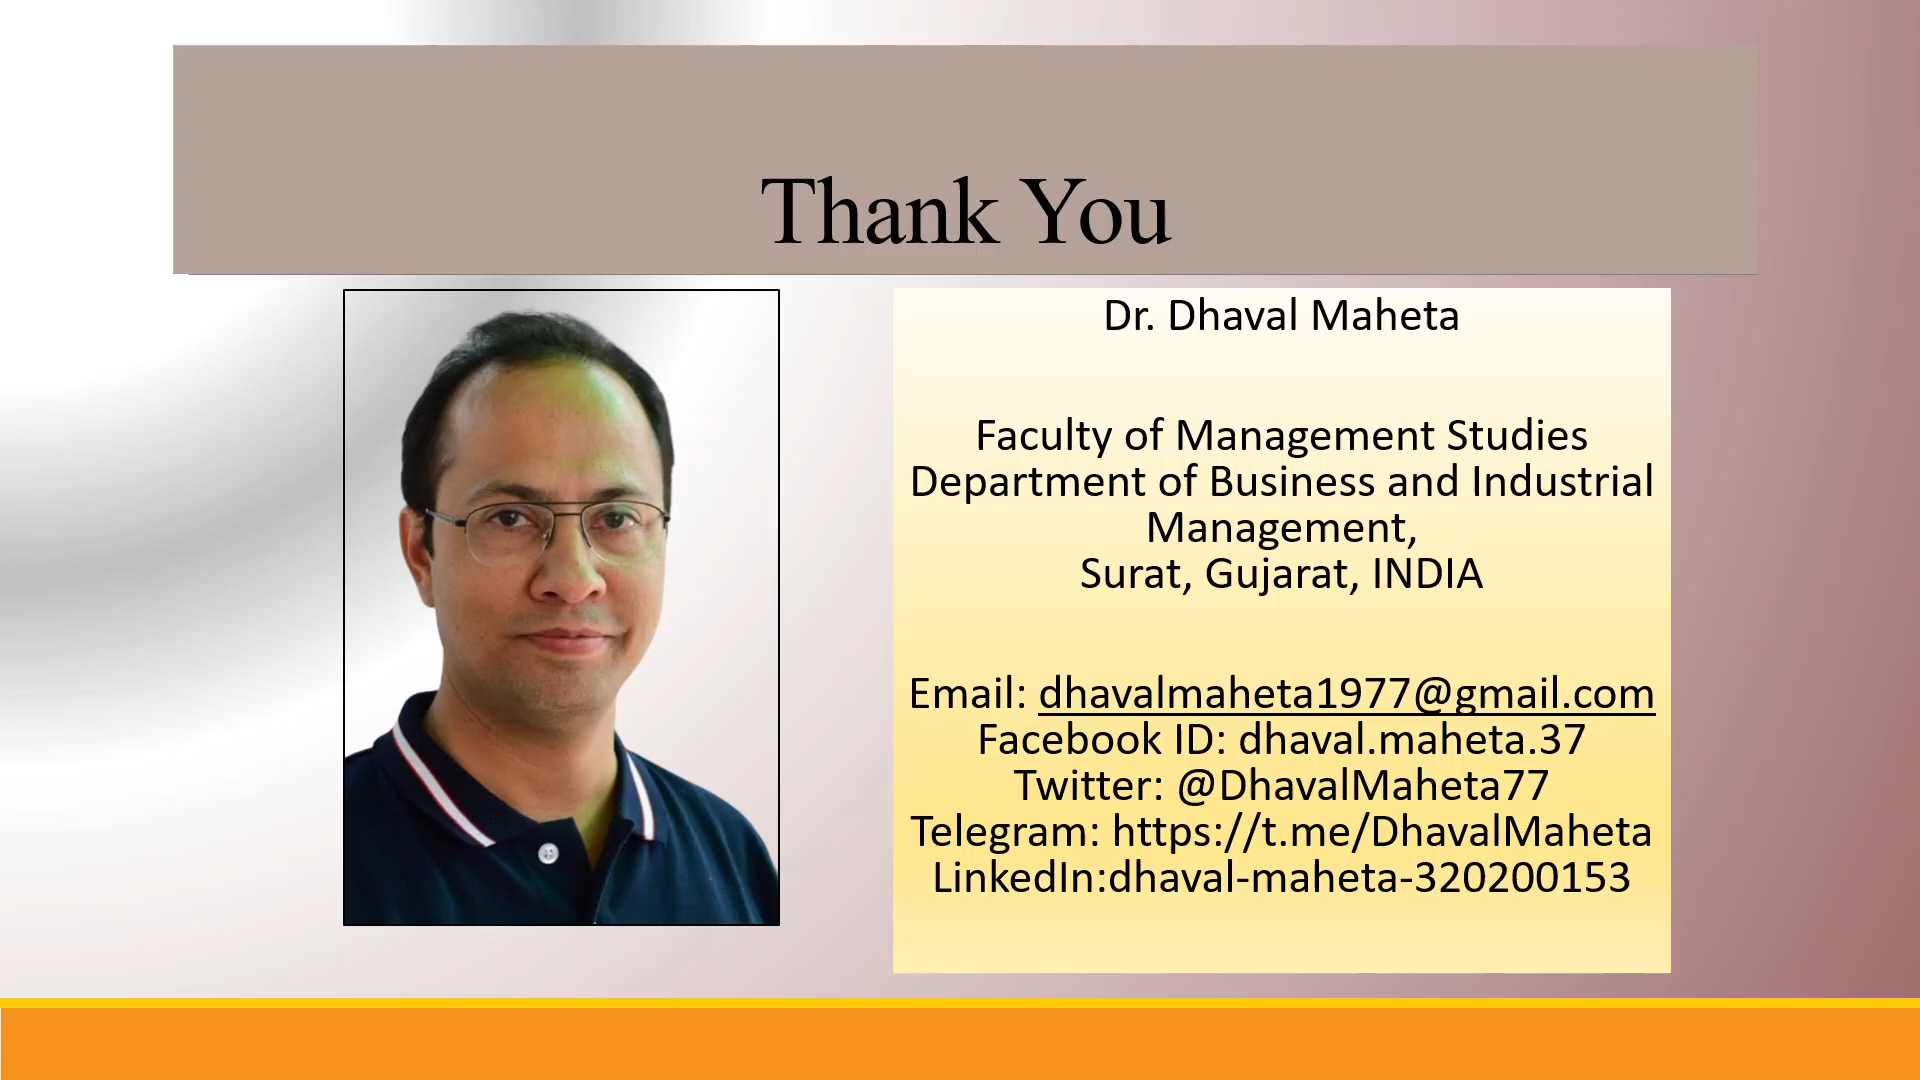 Thank You
Dr. Dhaval Maheta
Faculty of Management Studies
Department of Business and Industrial
Management,
Surat, Gujarat, INDIA
Email: dhavalmaheta1977@gmail.com
Facebook ID: dhaval.maheta.37
Twitter: @DhavalMaheta77
Telegram: https://t.me/DhavalMaheta
LinkedIn:dhaval-maheta-320200153